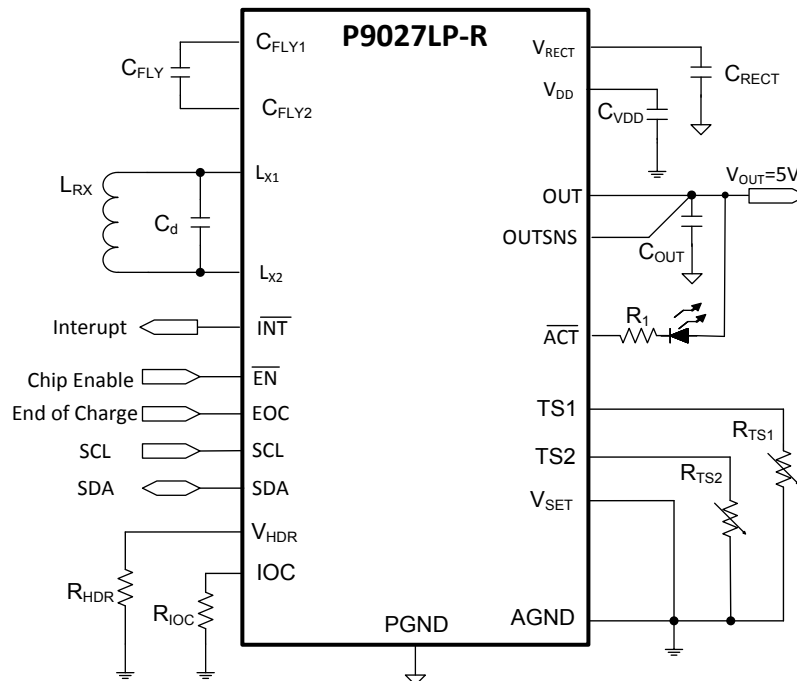 P9027LP-R
CFLY
CFLY1
CFLY2
LRX
Cd
LX1
LX2
Interupt
INT
Chip Enable
EN
End of Charge
EOC
SCL
SCL
SDA
SDA
VHDR
IOC
RHDR
RIOC
PGND
VRECT
CRECT
VDD
CVDD
OUT
VOUT=5V
OUTSNS
COUT
R1
ACT
TS1
RTS1
TS2
RTS2
VSET
AGND